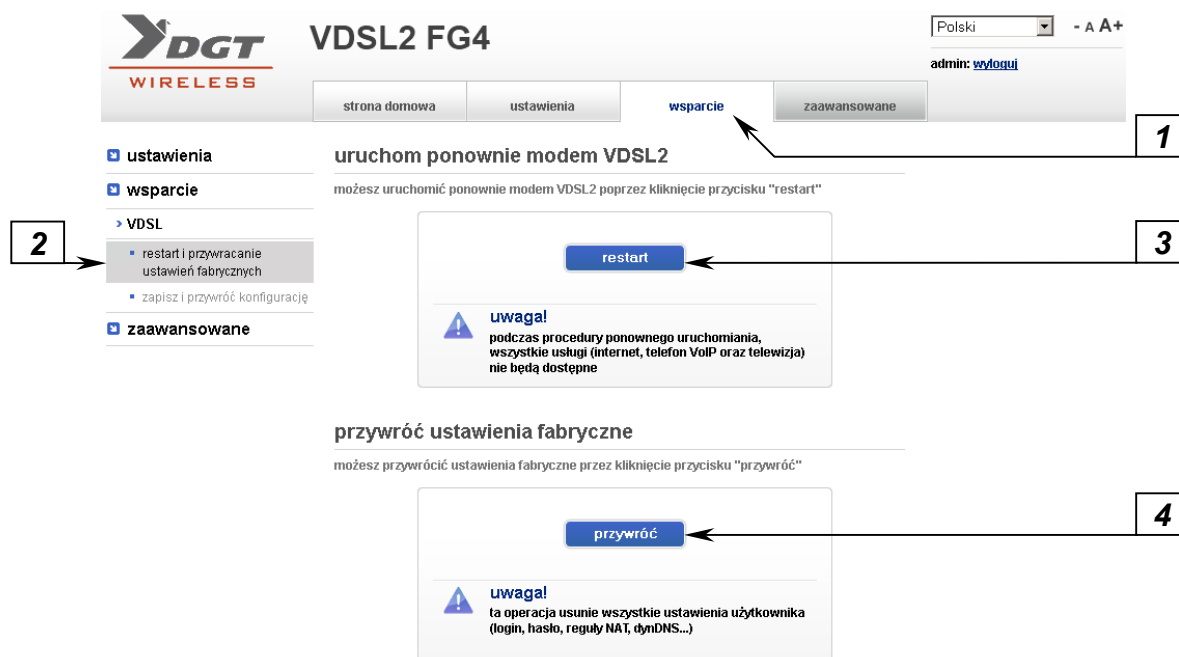 DGT
WIRELESS
VDSL2 FG4
Polski
- A A+
admin: wyloguj
strona domowa
ustawienia
wsparcie
zaawansowane
1
ustawienia
wsparcie
VDSL
restart i przywracanie
ustawień fabrycznych
zapisz i przywróć konfigurację
zaawansowane
2
uruchom ponownie modem VDSL2
możesz uruchomić ponownie modem VDSL2 poprzez kliknięcie przycisku "restart"
restart
3
uwaga!
podczas procedury ponownego uruchomiania,
wszystkie usługi (internet, telefon VoIP oraz telewizja)
nie będą dostępne
przywróć ustawienia fabryczne
możesz przywrócić ustawienia fabryczne przez kliknięcie przycisku "przywróć"
przywróć
4
uwaga!
ta operacja usunie wszystkie ustawienia użytkownika
(login, hasło, reguły NAT, dynDNS...)